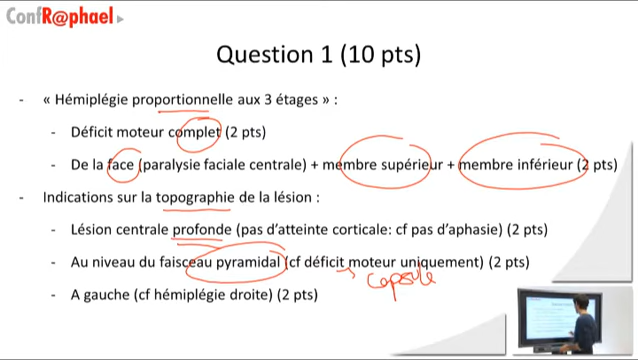 ConfR@phael
Question 1 (10 pts)
- « Hémiplégie proportionnelle aux 3 étages » :
- Déficit moteur complet (2 pts)
- De la face (paralysie faciale centrale) + membre supérieur + membre inférieur (2 pts)
- Indications sur la topographie de la lésion :
- Lésion centrale profonde (pas d'atteinte corticale: cf pas d'aphasie) (2 pts)
- Au niveau du faisceau pyramidal (cf déficit moteur uniquement) (2 pts)
capsule
- A gauche (cf hémiplégie droite) (2 pts)